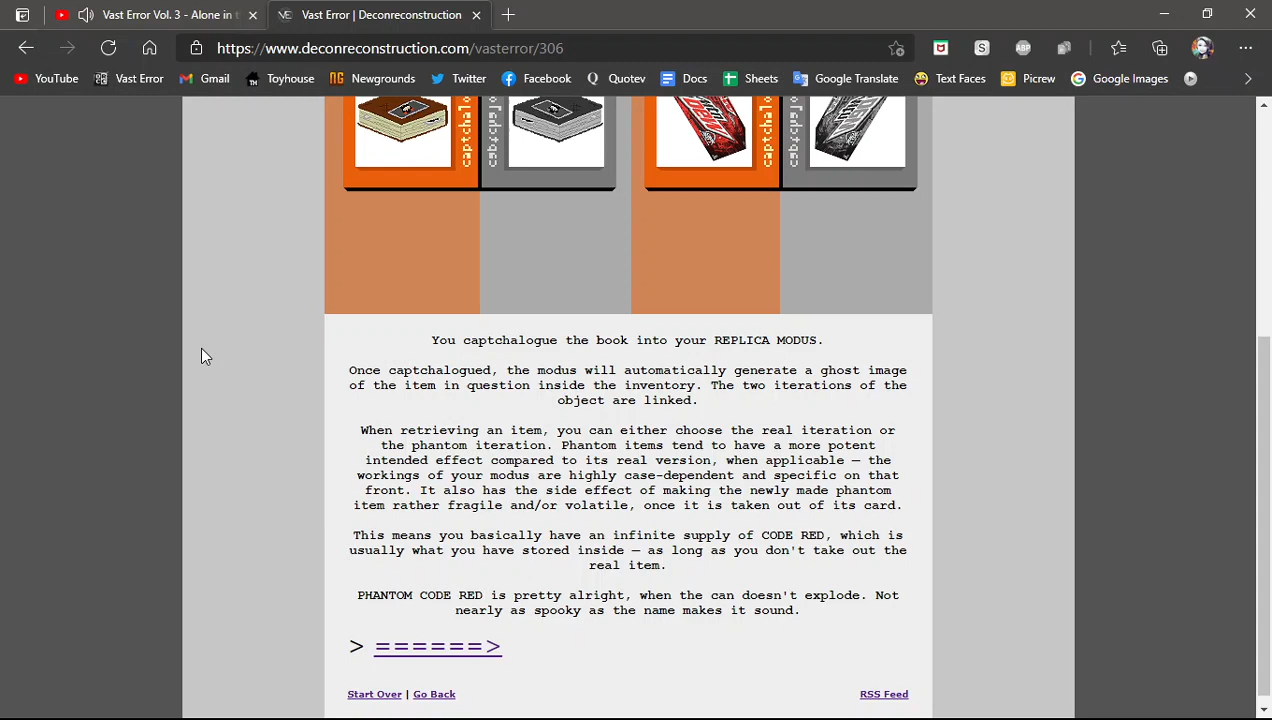 Vast Error Vol. 3 - Alone in t
Vast Error | Deconreconstruction
https://www.deconreconstruction.com/vasterror/306
YouTube
Vast Error
Gmail
Toyhouse
Newgrounds
Twitter
Facebook
Quotev
Docs
Sheets
Google Translate
Text Faces
Picrew
Google Images
You captchalogue the book into your REPLICA MODUS.
Once captchalogued, the modus will automatically generate a ghost image
of the item in question inside the inventory. The two iterations of the
object are linked.
When retrieving an item, you can either choose the real iteration or
the phantom iteration. Phantom items tend to have a more potent
intended effect compared to its real version, when applicable — the
workings of your modus are highly case-dependent and specific on that
front. It also has the side effect of making the newly made phantom
item rather fragile and/or volatile, once it is taken out of its card.
This means you basically have an infinite supply of CODE RED, which is
usually what you have stored inside — as long as you don't take out the
real item.
PHANTOM CODE RED is pretty alright, when the can doesn't explode. Not
nearly as spooky as the name makes it sound.
> ======>
Start Over | Go Back
RSS Feed